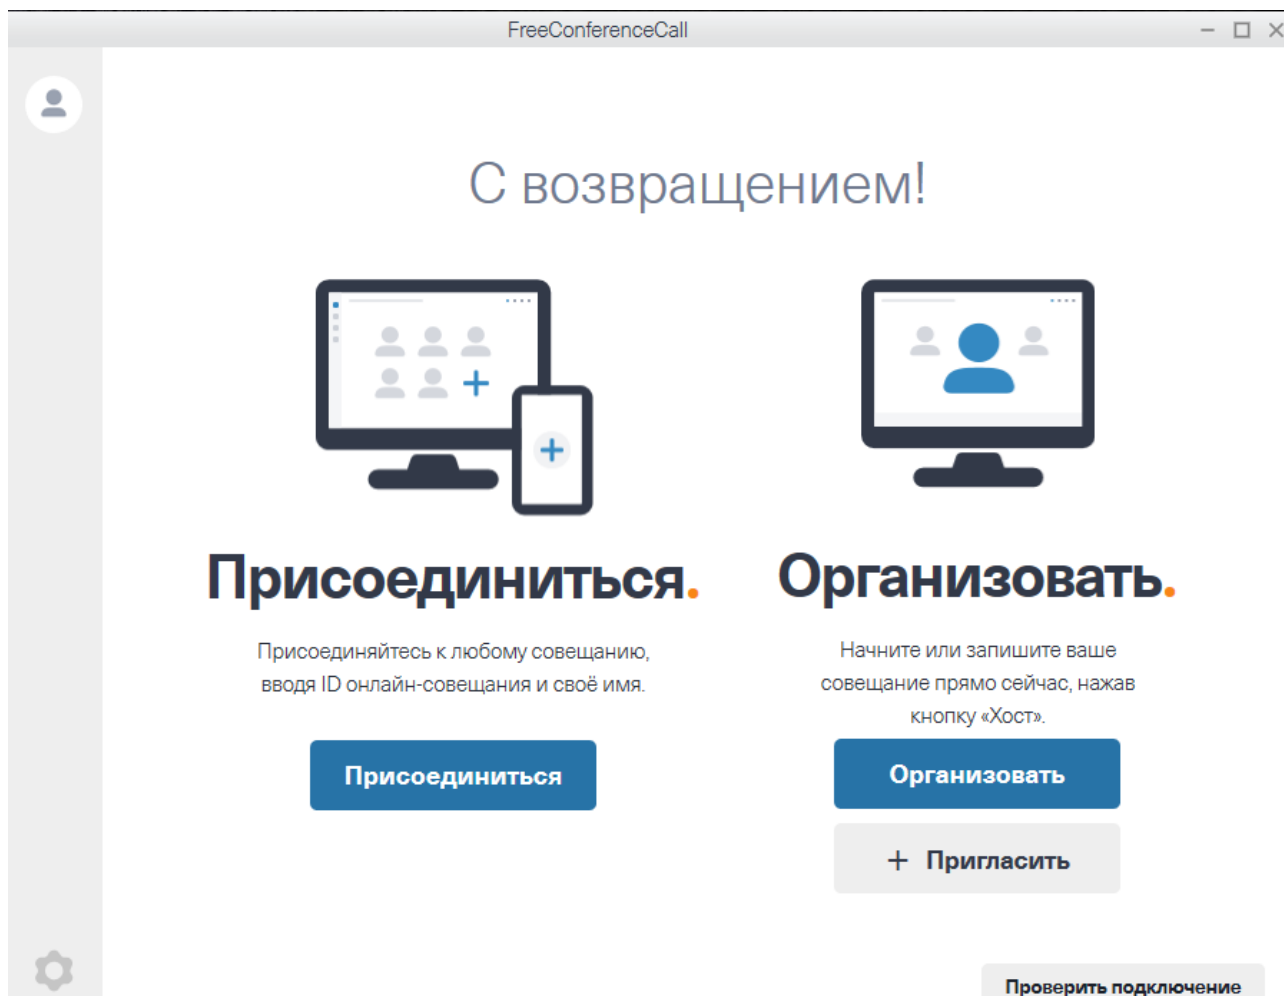 FreeConferenceCall
С возвращением!
Присоединиться.
Присоединяйтесь к любому совещанию,
вводя ID онлайн-совещания и своё имя.
Присоединиться
Организовать.
Начните или запишите ваше
совещание прямо сейчас, нажав
кнопку «Хост».
Организовать
+ Пригласить
Проверить подключение